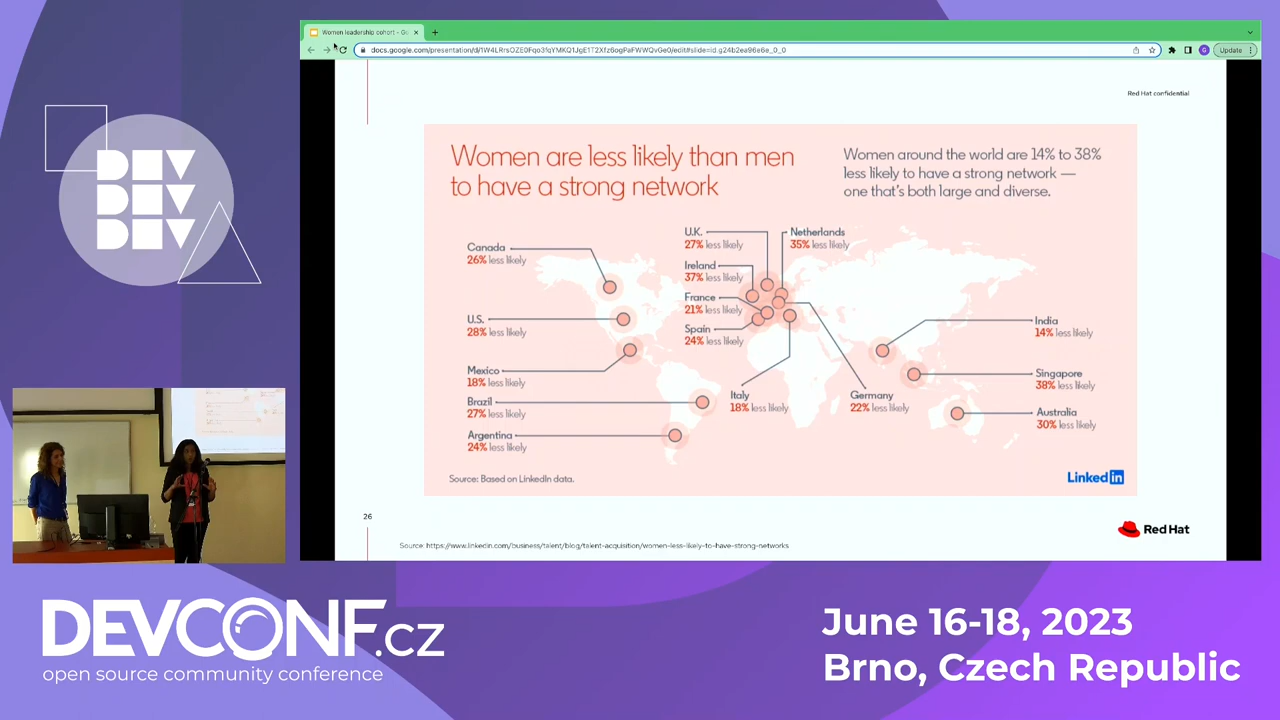 Women leadership cohort - Go
docs.google.com/presentation/d/1W4LRrsOZE0Fqo3fqYMKQ1JgE1T2Xfz6ogPaFWWQvGe0/edit#slide=id.g24b2ea96e6e_0_0
G
Update
DEV
DEV
DEV
Red Hat confidential
Women are less likely than men
to have a strong network
Women around the world are 14% to 38%
less likely to have a strong network —
one that's both large and diverse.
Canada
26% less likely
U.S.
28% less likely
Mexico
18% less likely
Brazil
27% less likely
Argentina
24% less likely
U.K.
27% less likely
Ireland
37% less likely
France
21% less likely
Spain
24% less likely
Netherlands
35% less likely
Italy
18% less likely
Germany
22% less likely
India
14% less likely
Singapore
38% less likely
Australia
30% less likely
Source: Based on LinkedIn data.
LinkedIn
26
Red Hat
Source: https://www.linkedin.com/business/talent/blog/talent-acquisition/women-less-likely-to-have-strong-networks
DEVCONF.cz
open source community conference
June 16-18, 2023
Brno, Czech Republic